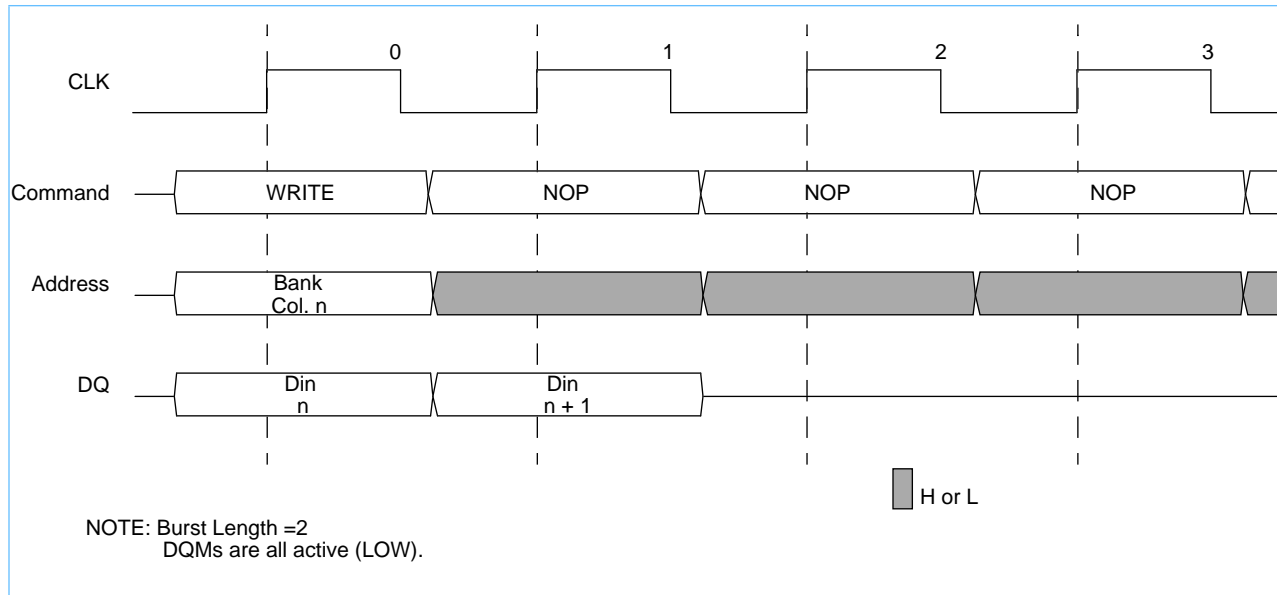 0 1 2 3
CLK
Command WRITE NOP NOP NOP
Address Bank
Col. n
DQ Din Din
n n + 1
H or L
NOTE: Burst Length =2
DQMs are all active (LOW).